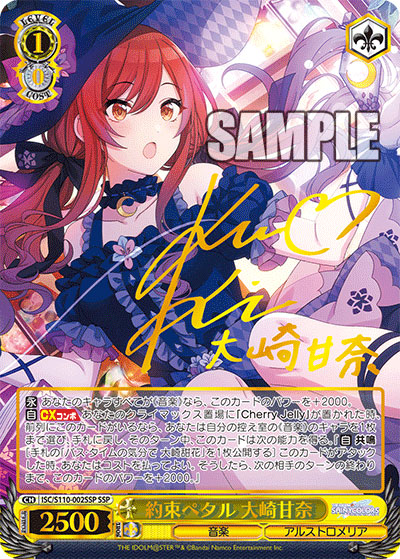 LEVEL
1
0
COST
SAMPLE
大崎甘奈
永 あなたのキャラすべてが《音楽》なら、このカードのパワーを+2000。
自 CXコンボ あなたのクライマックス置場に「Cherry Jelly」が置かれた時、
前列にこのカードがいるなら、あなたは自分の控え室の《音楽》のキャラを1
枚まで選び、手札に戻し、そのターン中、このカードは次の能力を得る。『自 共鳴
［手札の「バス・タイムの気分で 大崎甜花」を1枚公開する］ このカードがアタック
した時、あなたはコストを払ってよい。そうしたら、次の相手のターンの終わり
まで、このカードのパワーを+2000。』
ISC/S110-002SSP SSP
2500
約束ペタル 大崎甘奈
音楽
アルストロメリア
SHINYCOLORS
THE IDOLM@STER™ & ©Bandai Namco Entertainment Inc.